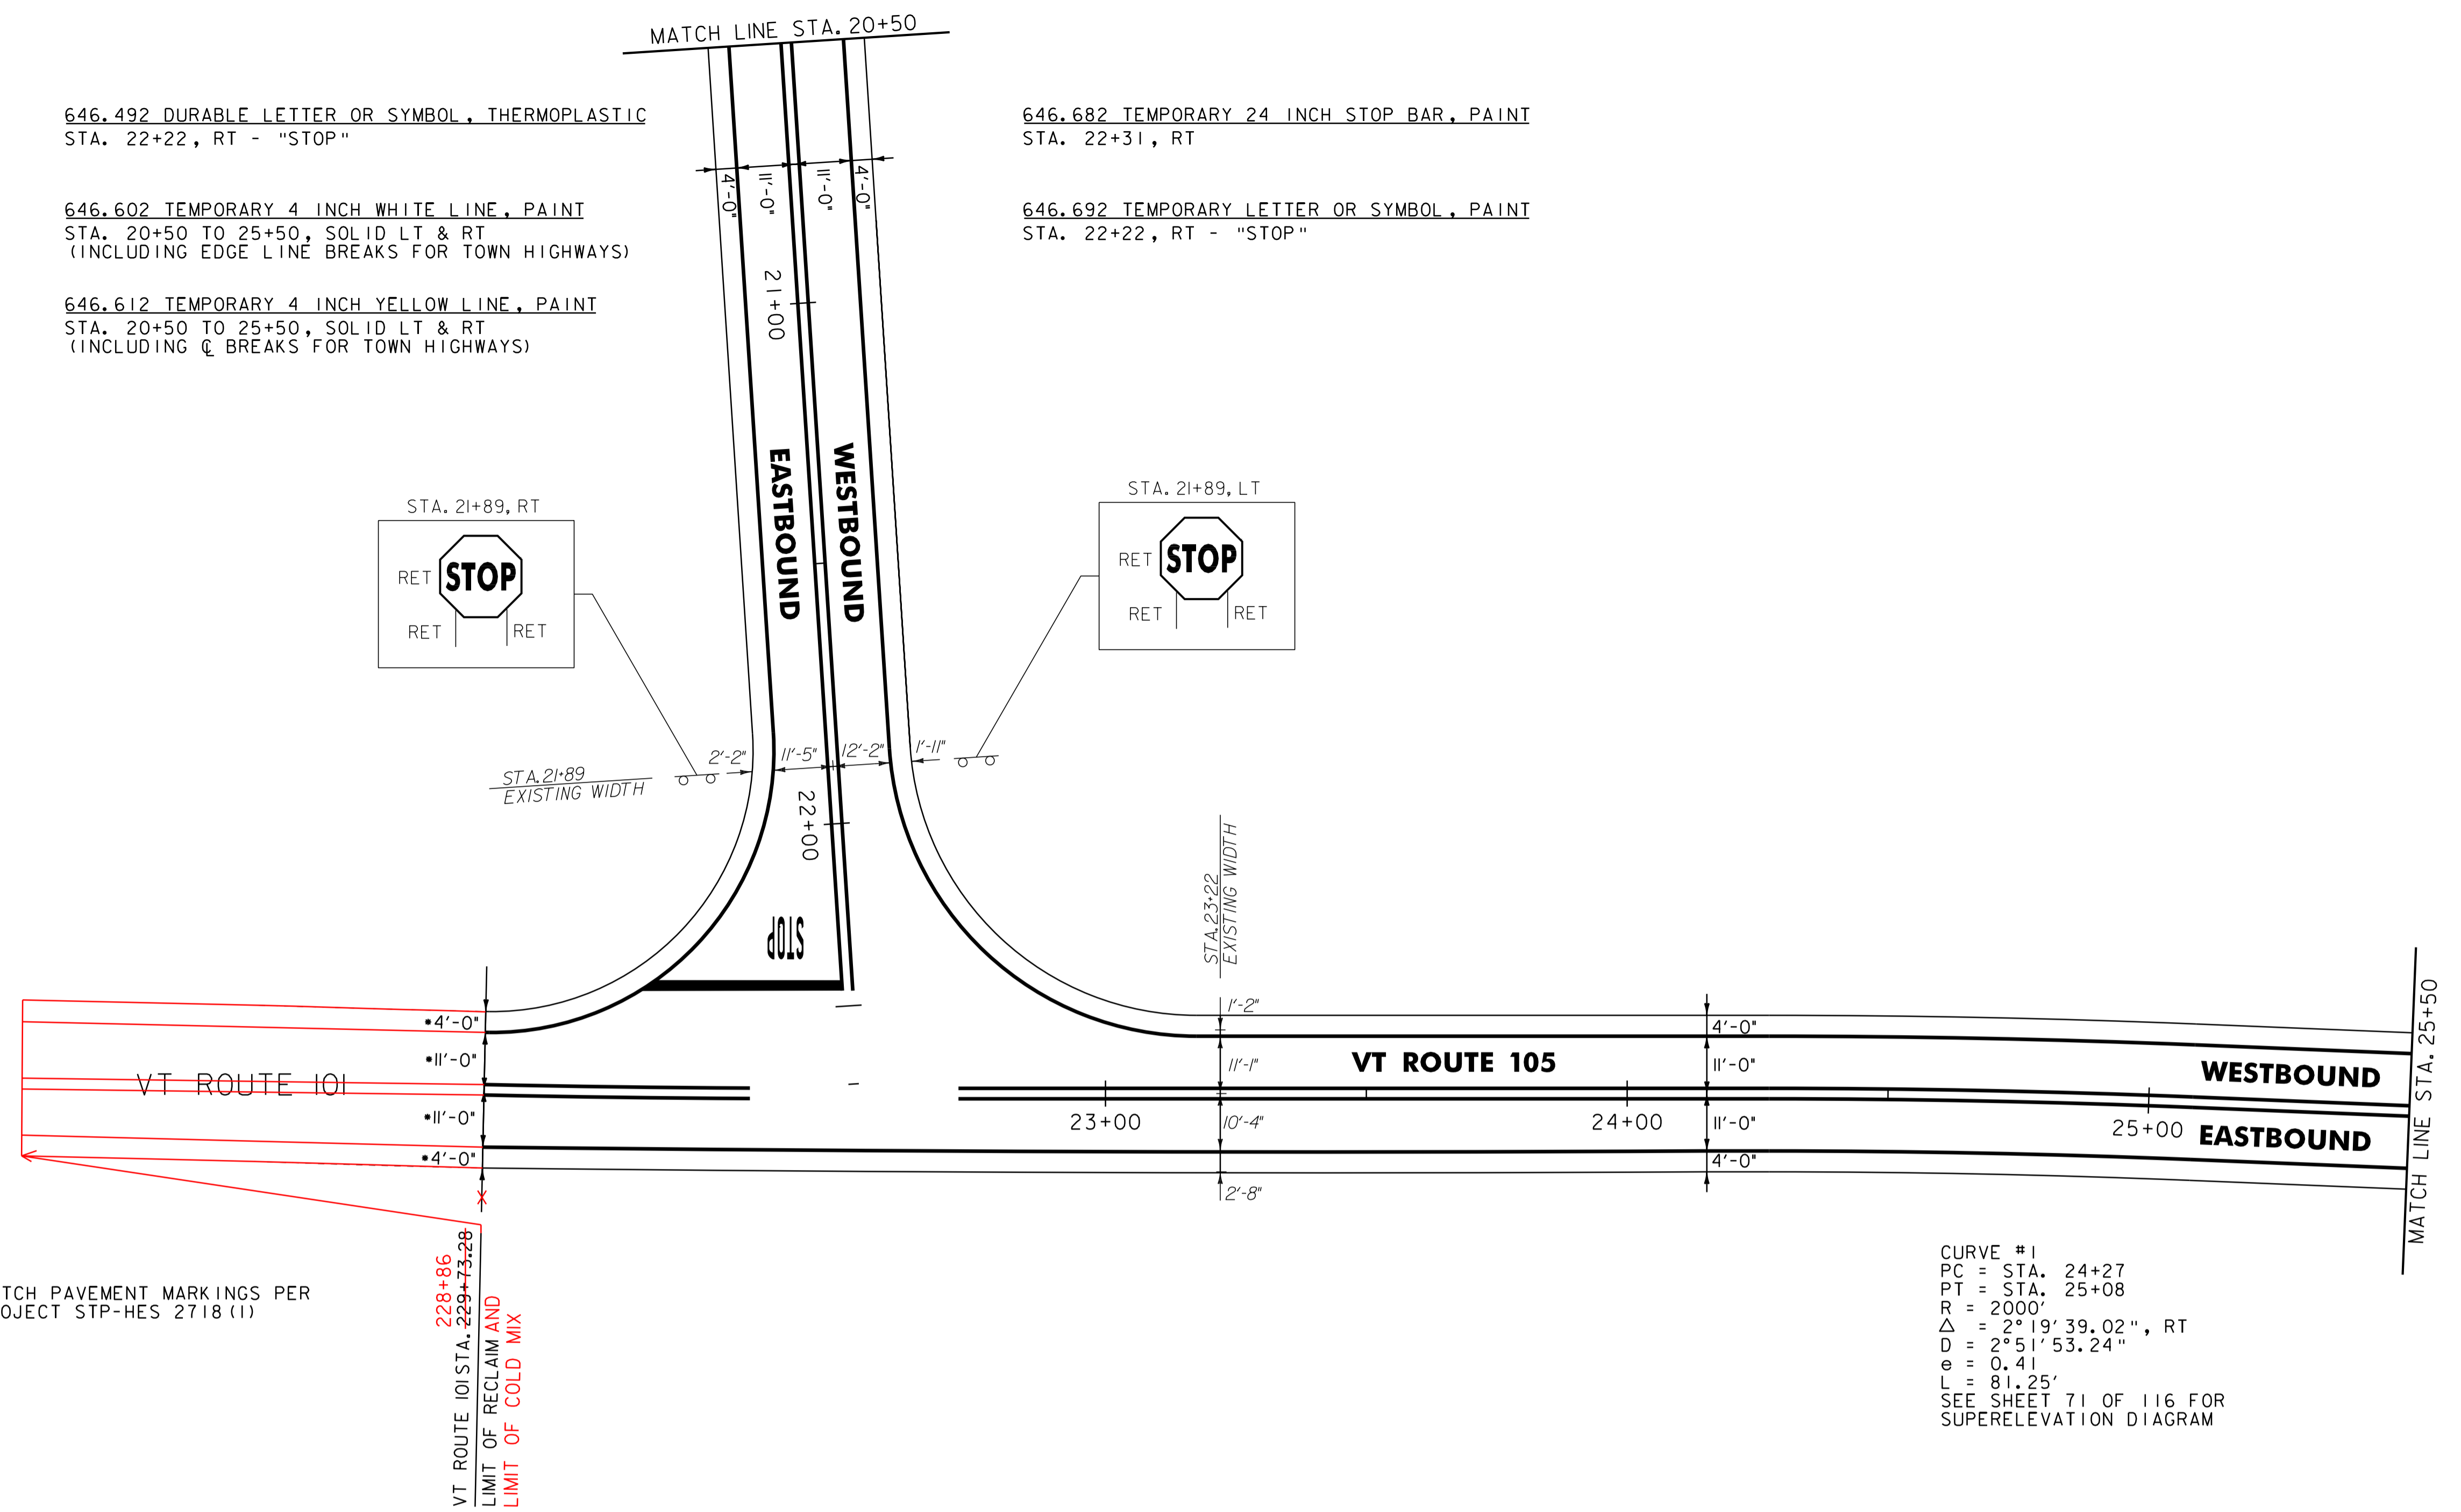 MATCH LINE STA. 20+50
646.492 DURABLE LETTER OR SYMBOL, THERMOPLASTIC
STA. 22+22, RT - "STOP"
646.602 TEMPORARY 4 INCH WHITE LINE, PAINT
STA. 20+50 TO 25+50, SOLID LT & RT
(INCLUDING EDGE LINE BREAKS FOR TOWN HIGHWAYS)
646.612 TEMPORARY 4 INCH YELLOW LINE, PAINT
STA. 20+50 TO 25+50, SOLID LT & RT
(INCLUDING ℄ BREAKS FOR TOWN HIGHWAYS)
646.682 TEMPORARY 24 INCH STOP BAR, PAINT
STA. 22+31, RT
646.692 TEMPORARY LETTER OR SYMBOL, PAINT
STA. 22+22, RT - "STOP"
4'-0"
11'-0"
11'-0"
4'-0"
21+00
EASTBOUND
WESTBOUND
STA. 21+89, RT
RET STOP
RET RET
STA. 21+89, LT
RET STOP
RET RET
STA. 21+89
EXISTING WIDTH
2'-2"
11'-5"
12'-2"
1'-11"
22+00
STOP
STA. 23+22
EXISTING WIDTH
*4'-0"
*11'-0"
*11'-0"
*4'-0"
VT ROUTE 101
1'-2"
11'-1"
10'-4"
2'-8"
VT ROUTE 105
4'-0"
11'-0"
11'-0"
4'-0"
23+00
24+00
25+00
WESTBOUND
EASTBOUND
MATCH LINE STA. 25+50
TCH PAVEMENT MARKINGS PER
OJECT STP-HES 2718(1)
228+86
VT ROUTE 101 STA. 229+73.28
LIMIT OF RECLAIM AND
LIMIT OF COLD MIX
CURVE #1
PC = STA. 24+27
PT = STA. 25+08
R = 2000'
△ = 2°19'39.02", RT
D = 2°51'53.24"
e = 0.41
L = 81.25'
SEE SHEET 71 OF 116 FOR
SUPERELEVATION DIAGRAM